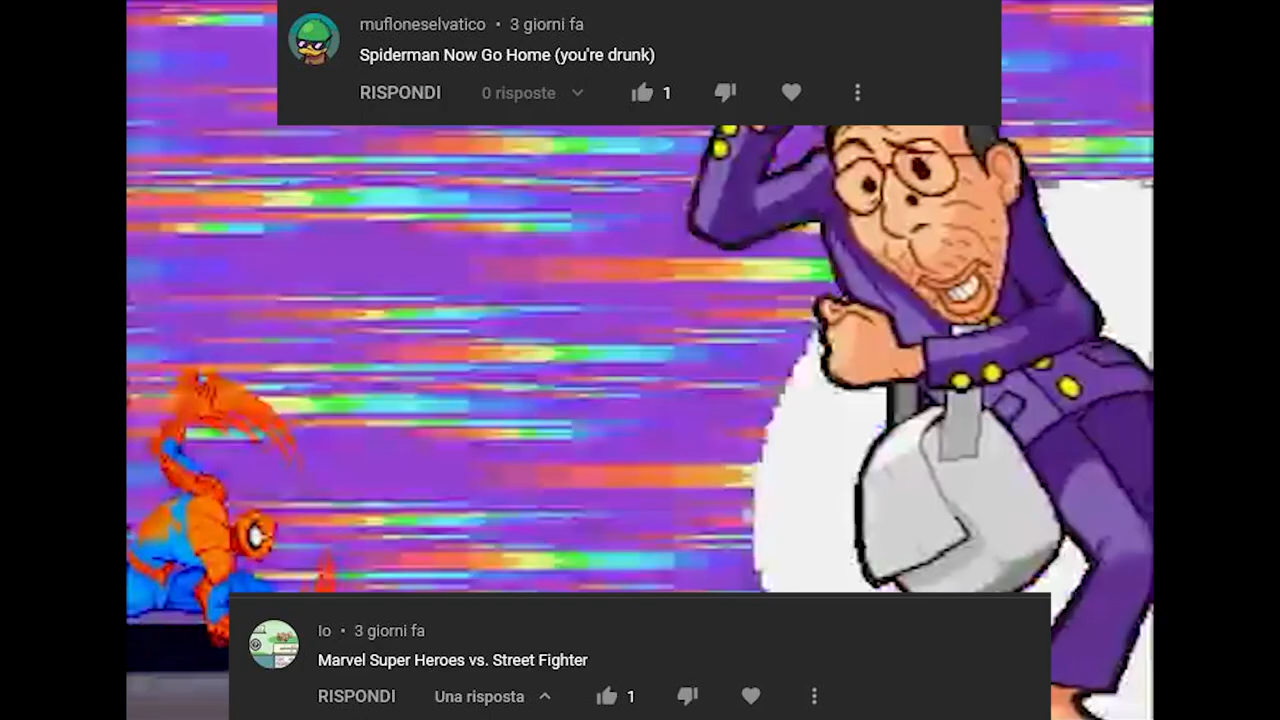 mufloneselvatico • 3 giorni fa
Spiderman Now Go Home (you're drunk)
RISPONDI 0 risposte 1
Io • 3 giorni fa
Marvel Super Heroes vs. Street Fighter
RISPONDI Una risposta 1